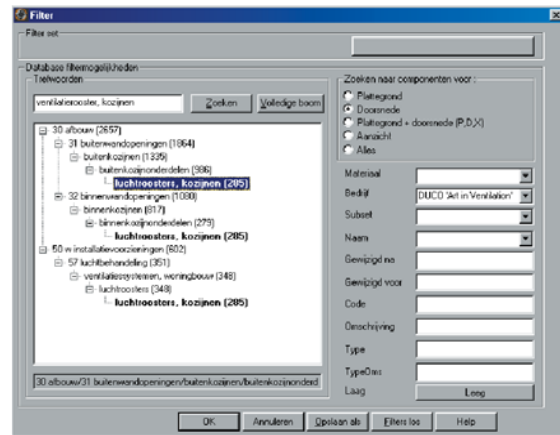 Filter
Filter set
Database filtermogelijkheden
Trefwoorden
ventilatierooster, kozijnen
Zoeken
Volledige boom
30 afbouw (2657)
31 buitenwandopeningen (1864)
buitenkozijnen (1335)
buitenkozijnonderdelen (986)
luchtroosters, kozijnen (285)
32 binnenwandopeningen (1080)
binnenkozijnen (817)
binnenkozijnonderdelen (279)
luchtroosters, kozijnen (285)
50 w installatievoorzieningen (602)
57 luchtbehandeling (351)
ventilatiesystemen, woningbouw (348)
luchtroosters (348)
luchtroosters, kozijnen (285)
30 afbouw/31 buitenwandopeningen/buitenkozijnen/buitenkozijnonderd
Zoeken naar componenten voor :
Plattegrond
Doorsnede
Plattegrond + doorsnede (P,D,X)
Aanzicht
Alles
Materiaal
Bedrijf
DUCO 'Art in Ventilation'
Subset
Naam
Gewijzigd na
Gewijzigd voor
Code
Omschrijving
Type
TypeOms
Laag
Leeg
OK
Annuleren
Opslaan als
Filters los
Help